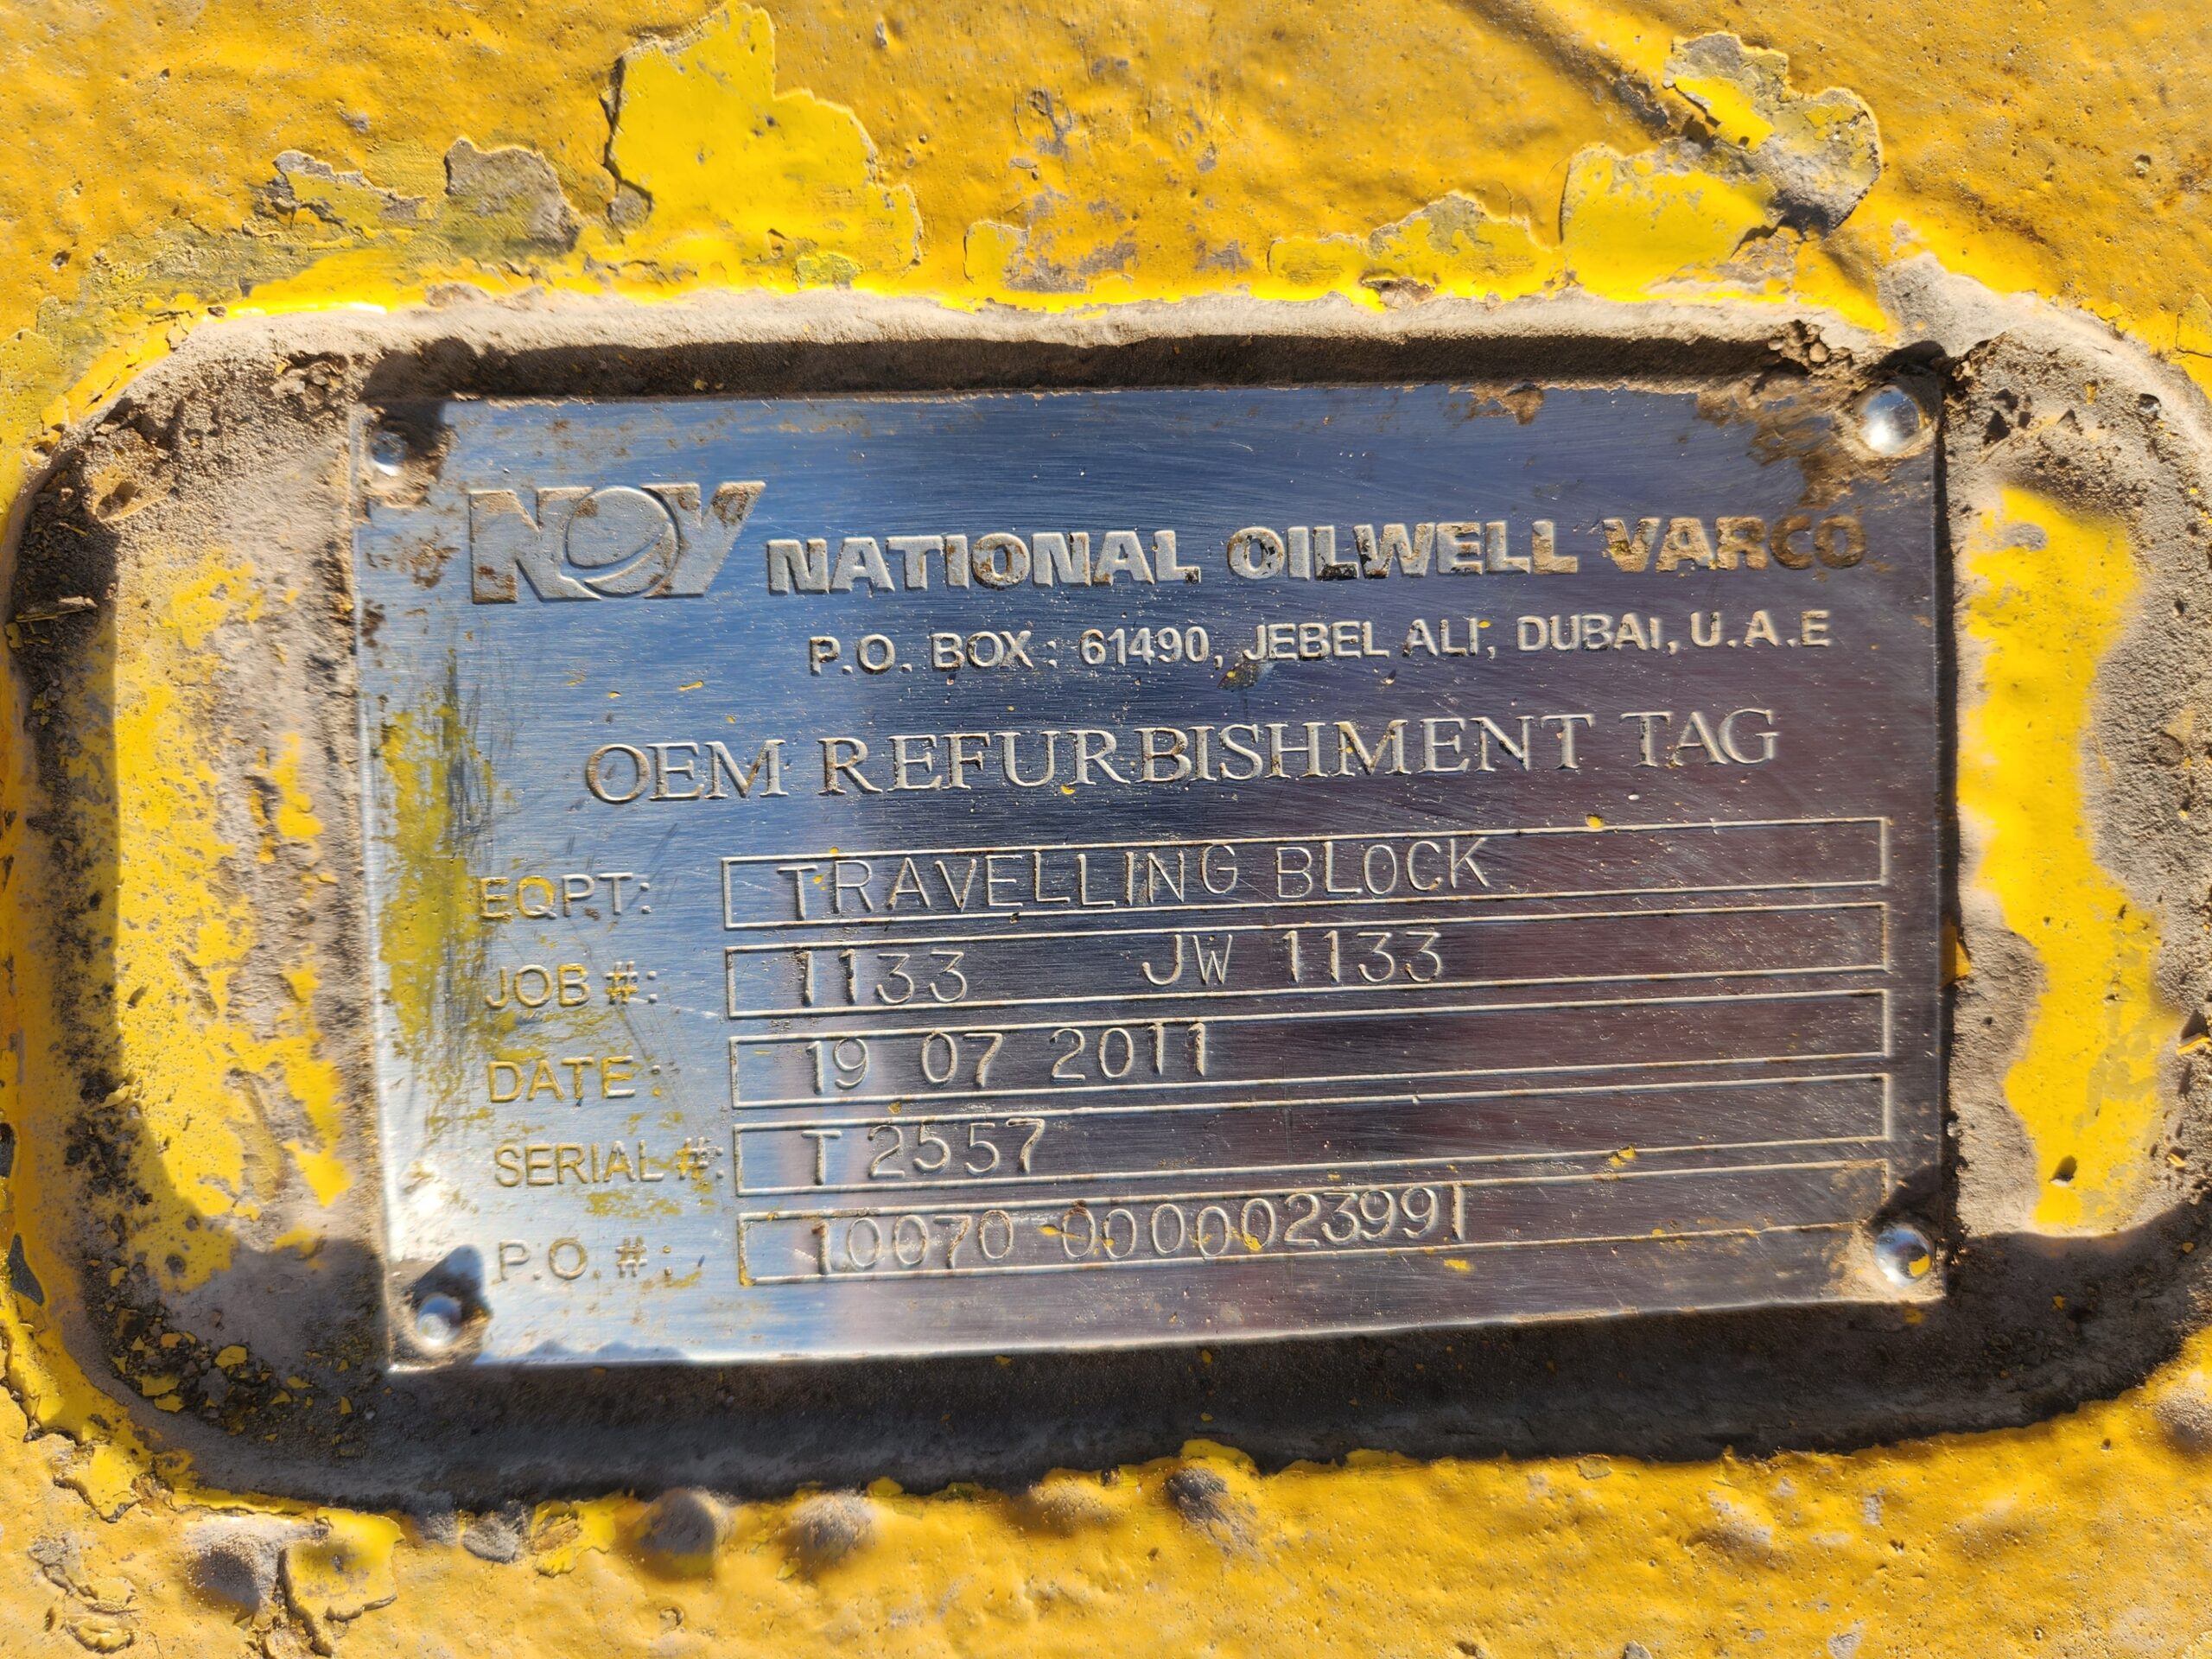 NOV NATIONAL OILWELL VARCO
P.O. BOX: 61490, JEBEL ALI, DUBAI, U.A.E
OEM REFURBISHMENT TAG
EQPT: TRAVELLING BLOCK
JOB #: 1133 JW 1133
DATE: 19 07 2011
SERIAL #: T 2557
P.O. #: 10070 0000023991